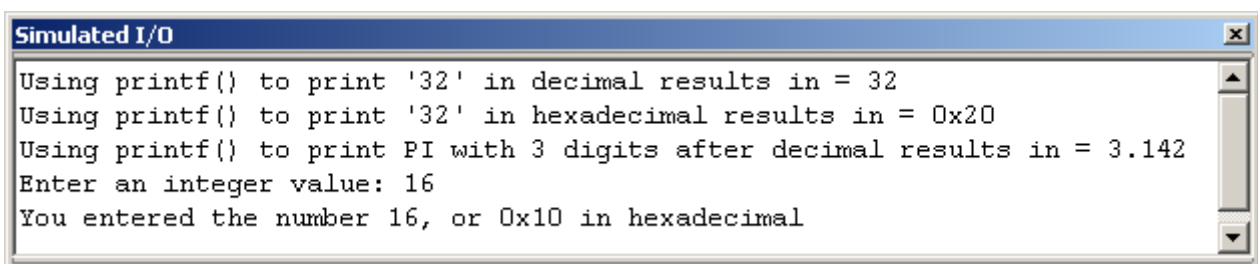 Simulated I/O
Using printf() to print '32' in decimal results in = 32
Using printf() to print '32' in hexadecimal results in = 0x20
Using printf() to print PI with 3 digits after decimal results in = 3.142
Enter an integer value: 16
You entered the number 16, or 0x10 in hexadecimal